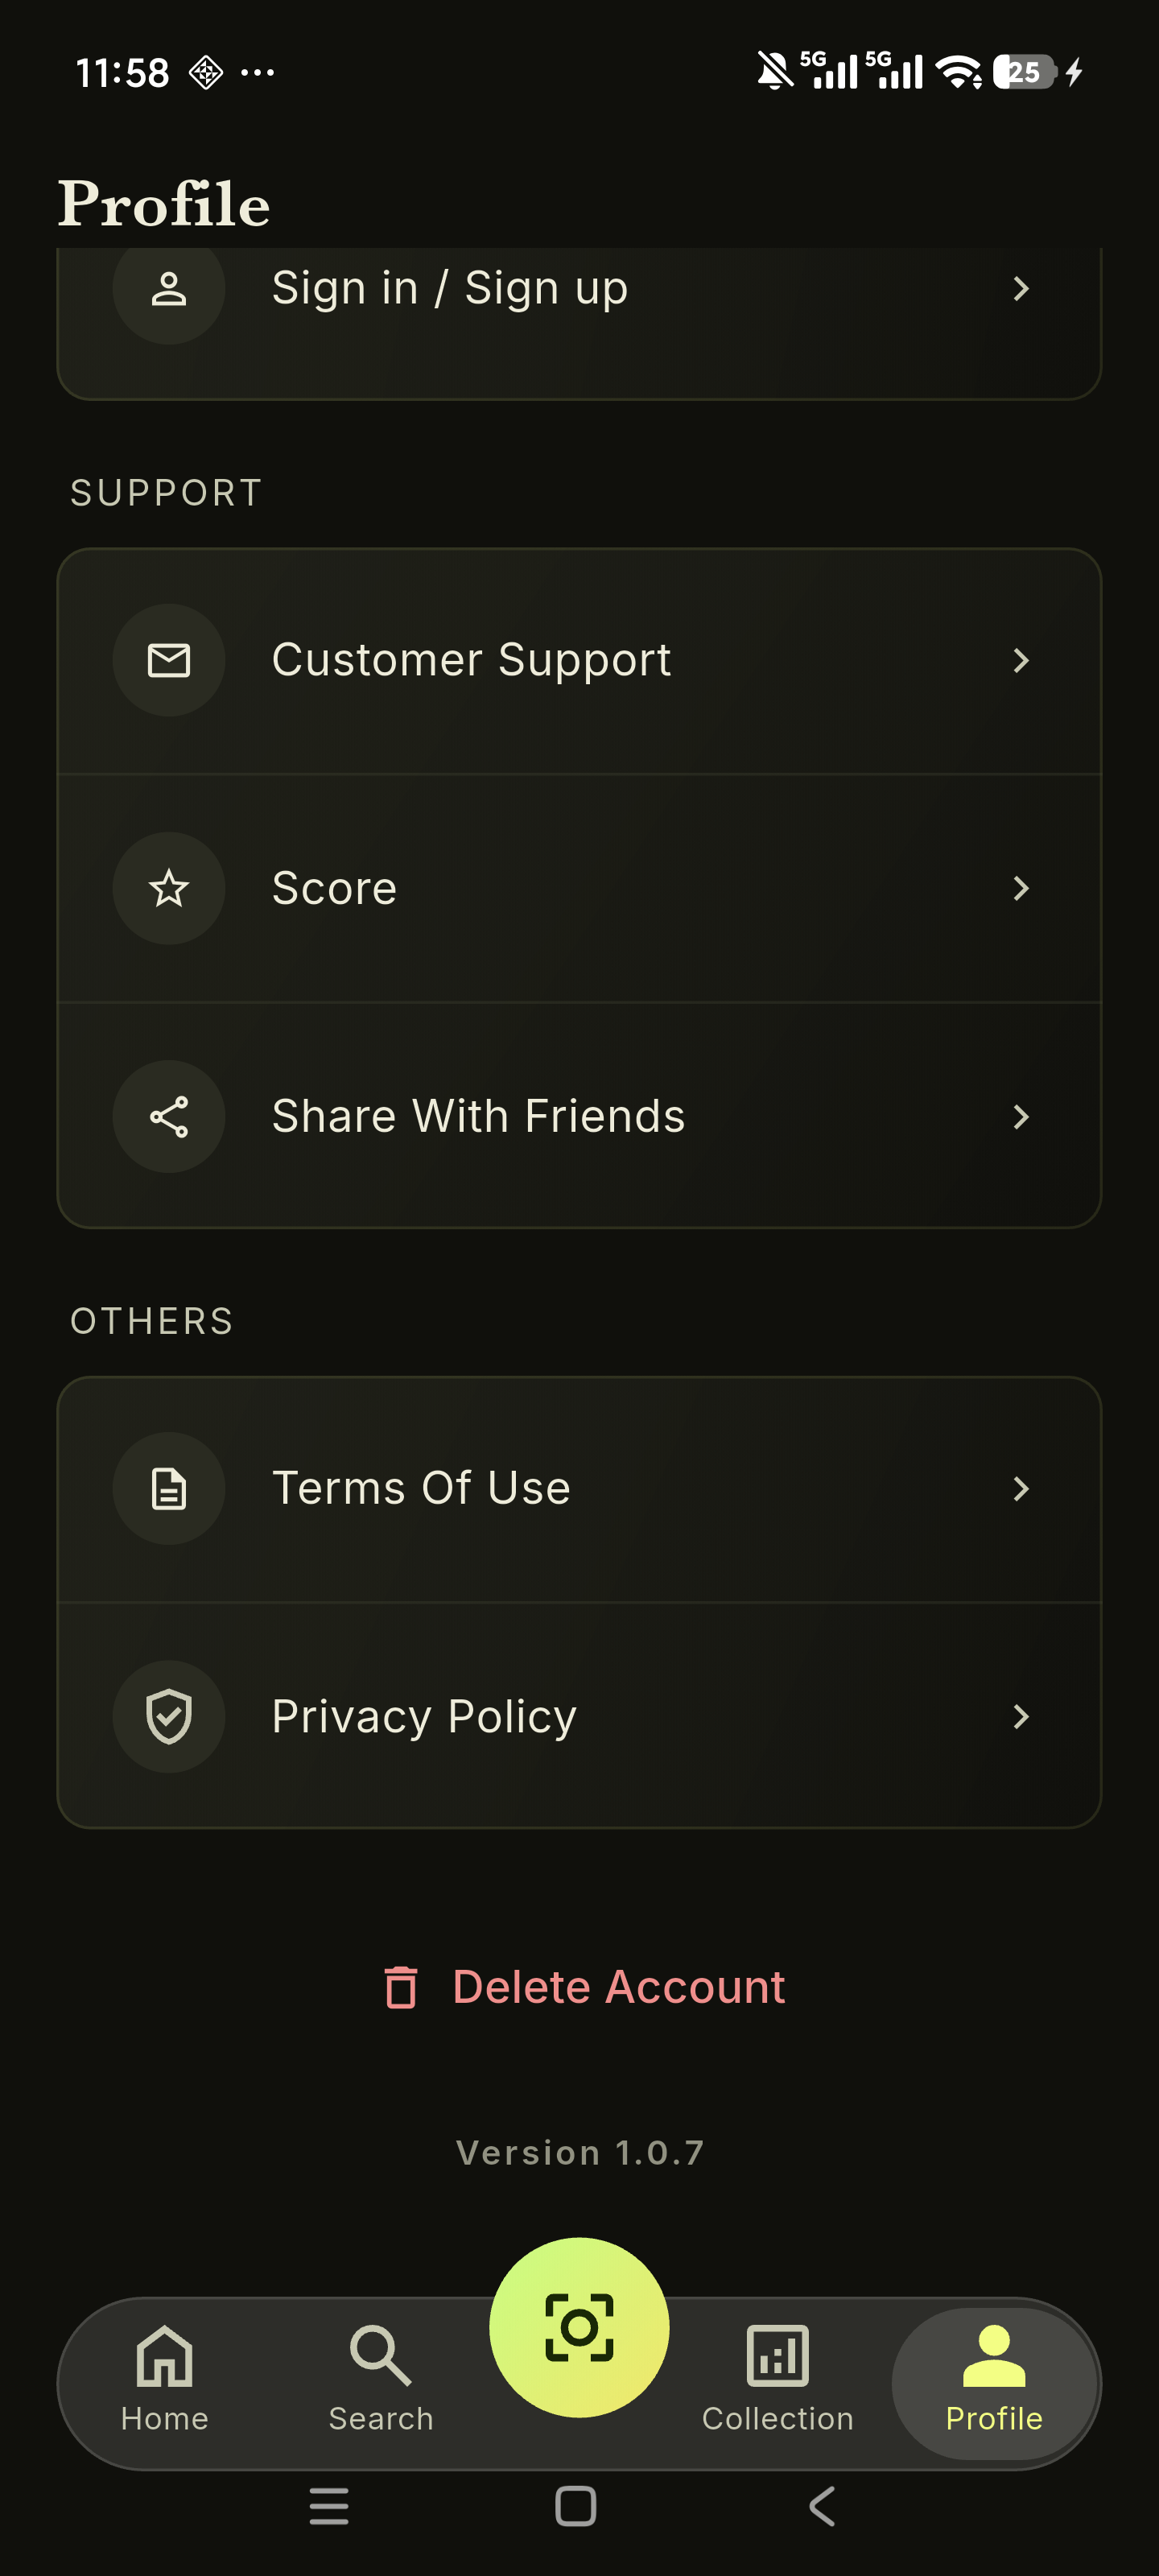 11:58
5G 5G 25
Profile
Sign in / Sign up
SUPPORT
Customer Support
Score
Share With Friends
OTHERS
Terms Of Use
Privacy Policy
Delete Account
Version 1.0.7
Home Search Collection Profile